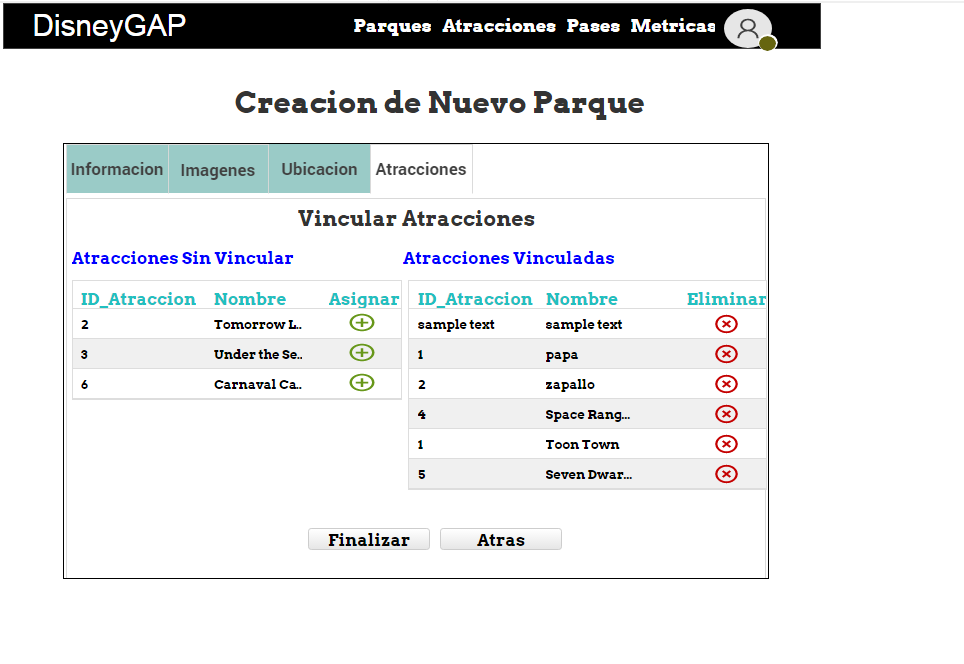 DisneyGAP Parques Atracciones Pases Metricas
Creacion de Nuevo Parque
Informacion Imagenes Ubicacion Atracciones
Vincular Atracciones
Atracciones Sin Vincular
ID_Atraccion Nombre Asignar
2 Tomorrow L..
3 Under the Se..
6 Carnaval Ca..
Atracciones Vinculadas
ID_Atraccion Nombre Eliminar
sample text sample text
1 papa
2 zapallo
4 Space Rang...
1 Toon Town
5 Seven Dwar...
Finalizar Atras